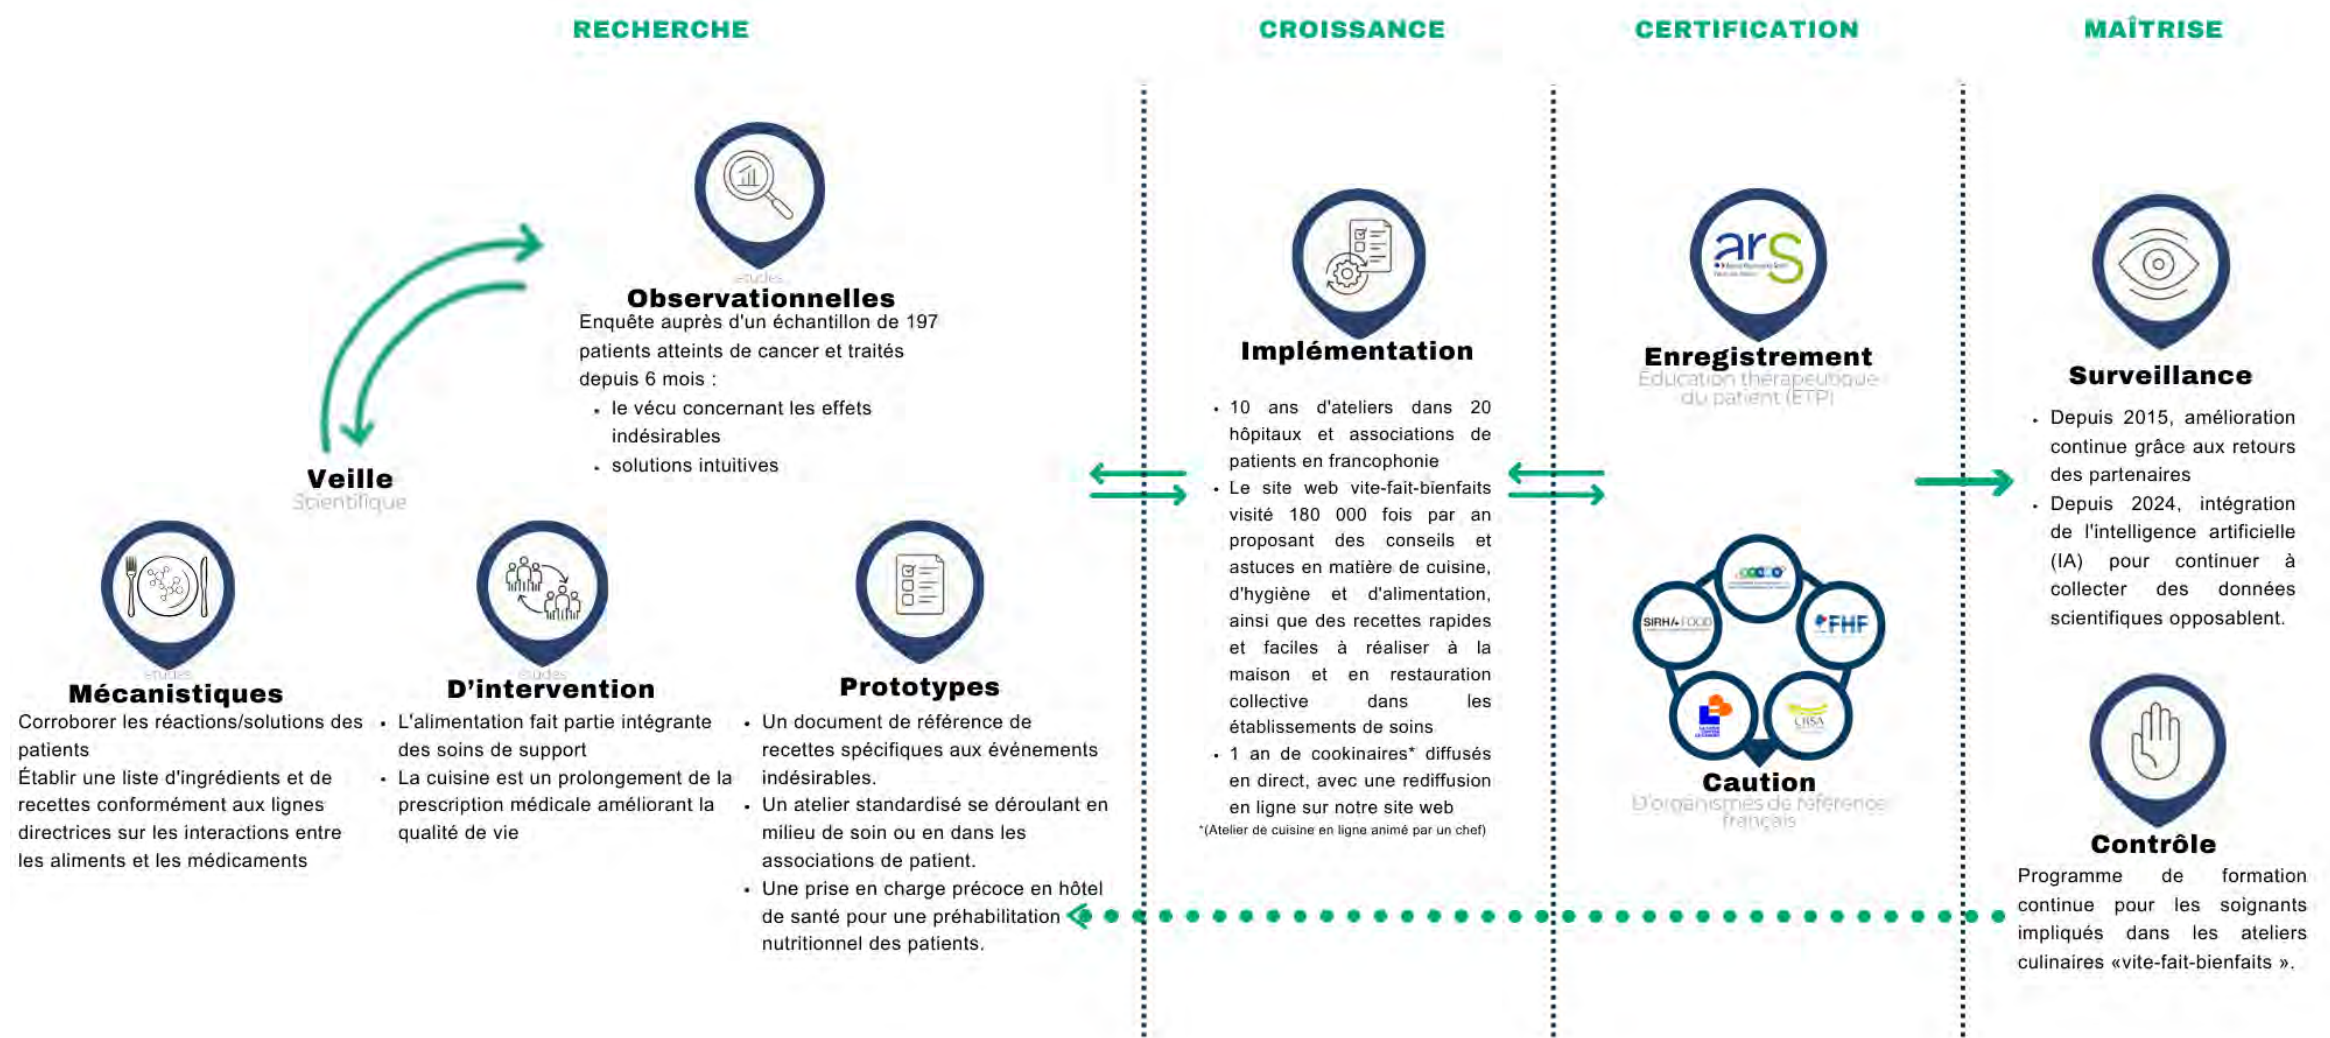 RECHERCHE
CROISSANCE
CERTIFICATION
MAÎTRISE
études
Observationnelles
Enquête auprès d'un échantillon de 197
patients atteints de cancer et traités
depuis 6 mois :
• le vécu concernant les effets
indésirables
• solutions intuitives
Veille
Scientifique
études
Mécanistiques
Corroborer les réactions/solutions des
patients
Établir une liste d'ingrédients et de
recettes conformément aux lignes
directrices sur les interactions entre
les aliments et les médicaments
études
D'intervention
• L'alimentation fait partie intégrante
des soins de support
• La cuisine est un prolongement de la
prescription médicale améliorant la
qualité de vie
Prototypes
• Un document de référence de
recettes spécifiques aux événements
indésirables.
• Un atelier standardisé se déroulant en
milieu de soin ou en dans les
associations de patient.
• Une prise en charge précoce en hôtel
de santé pour une préhabilitation
nutritionnel des patients.
Implémentation
• 10 ans d'ateliers dans 20
hôpitaux et associations de
patients en francophonie
• Le site web vite-fait-bienfaits
visité 180 000 fois par an
proposant des conseils et
astuces en matière de cuisine,
d'hygiène et d'alimentation,
ainsi que des recettes rapides
et faciles à réaliser à la
maison et en restauration
collective dans les
établissements de soins
• 1 an de cookinaires* diffusés
en direct, avec une rediffusion
en ligne sur notre site web
*(Atelier de cuisine en ligne animé par un chef)
ars
Enregistrement
Éducation thérapeutique
du patient (ETP)
SIRHA FOOD
FHF
Caution
D'organismes de référence
français
Surveillance
• Depuis 2015, amélioration
continue grâce aux retours
des partenaires
• Depuis 2024, intégration
de l'intelligence artificielle
(IA) pour continuer à
collecter des données
scientifiques opposablent.
Contrôle
Programme de formation
continue pour les soignants
impliqués dans les ateliers
culinaires «vite-fait-bienfaits ».